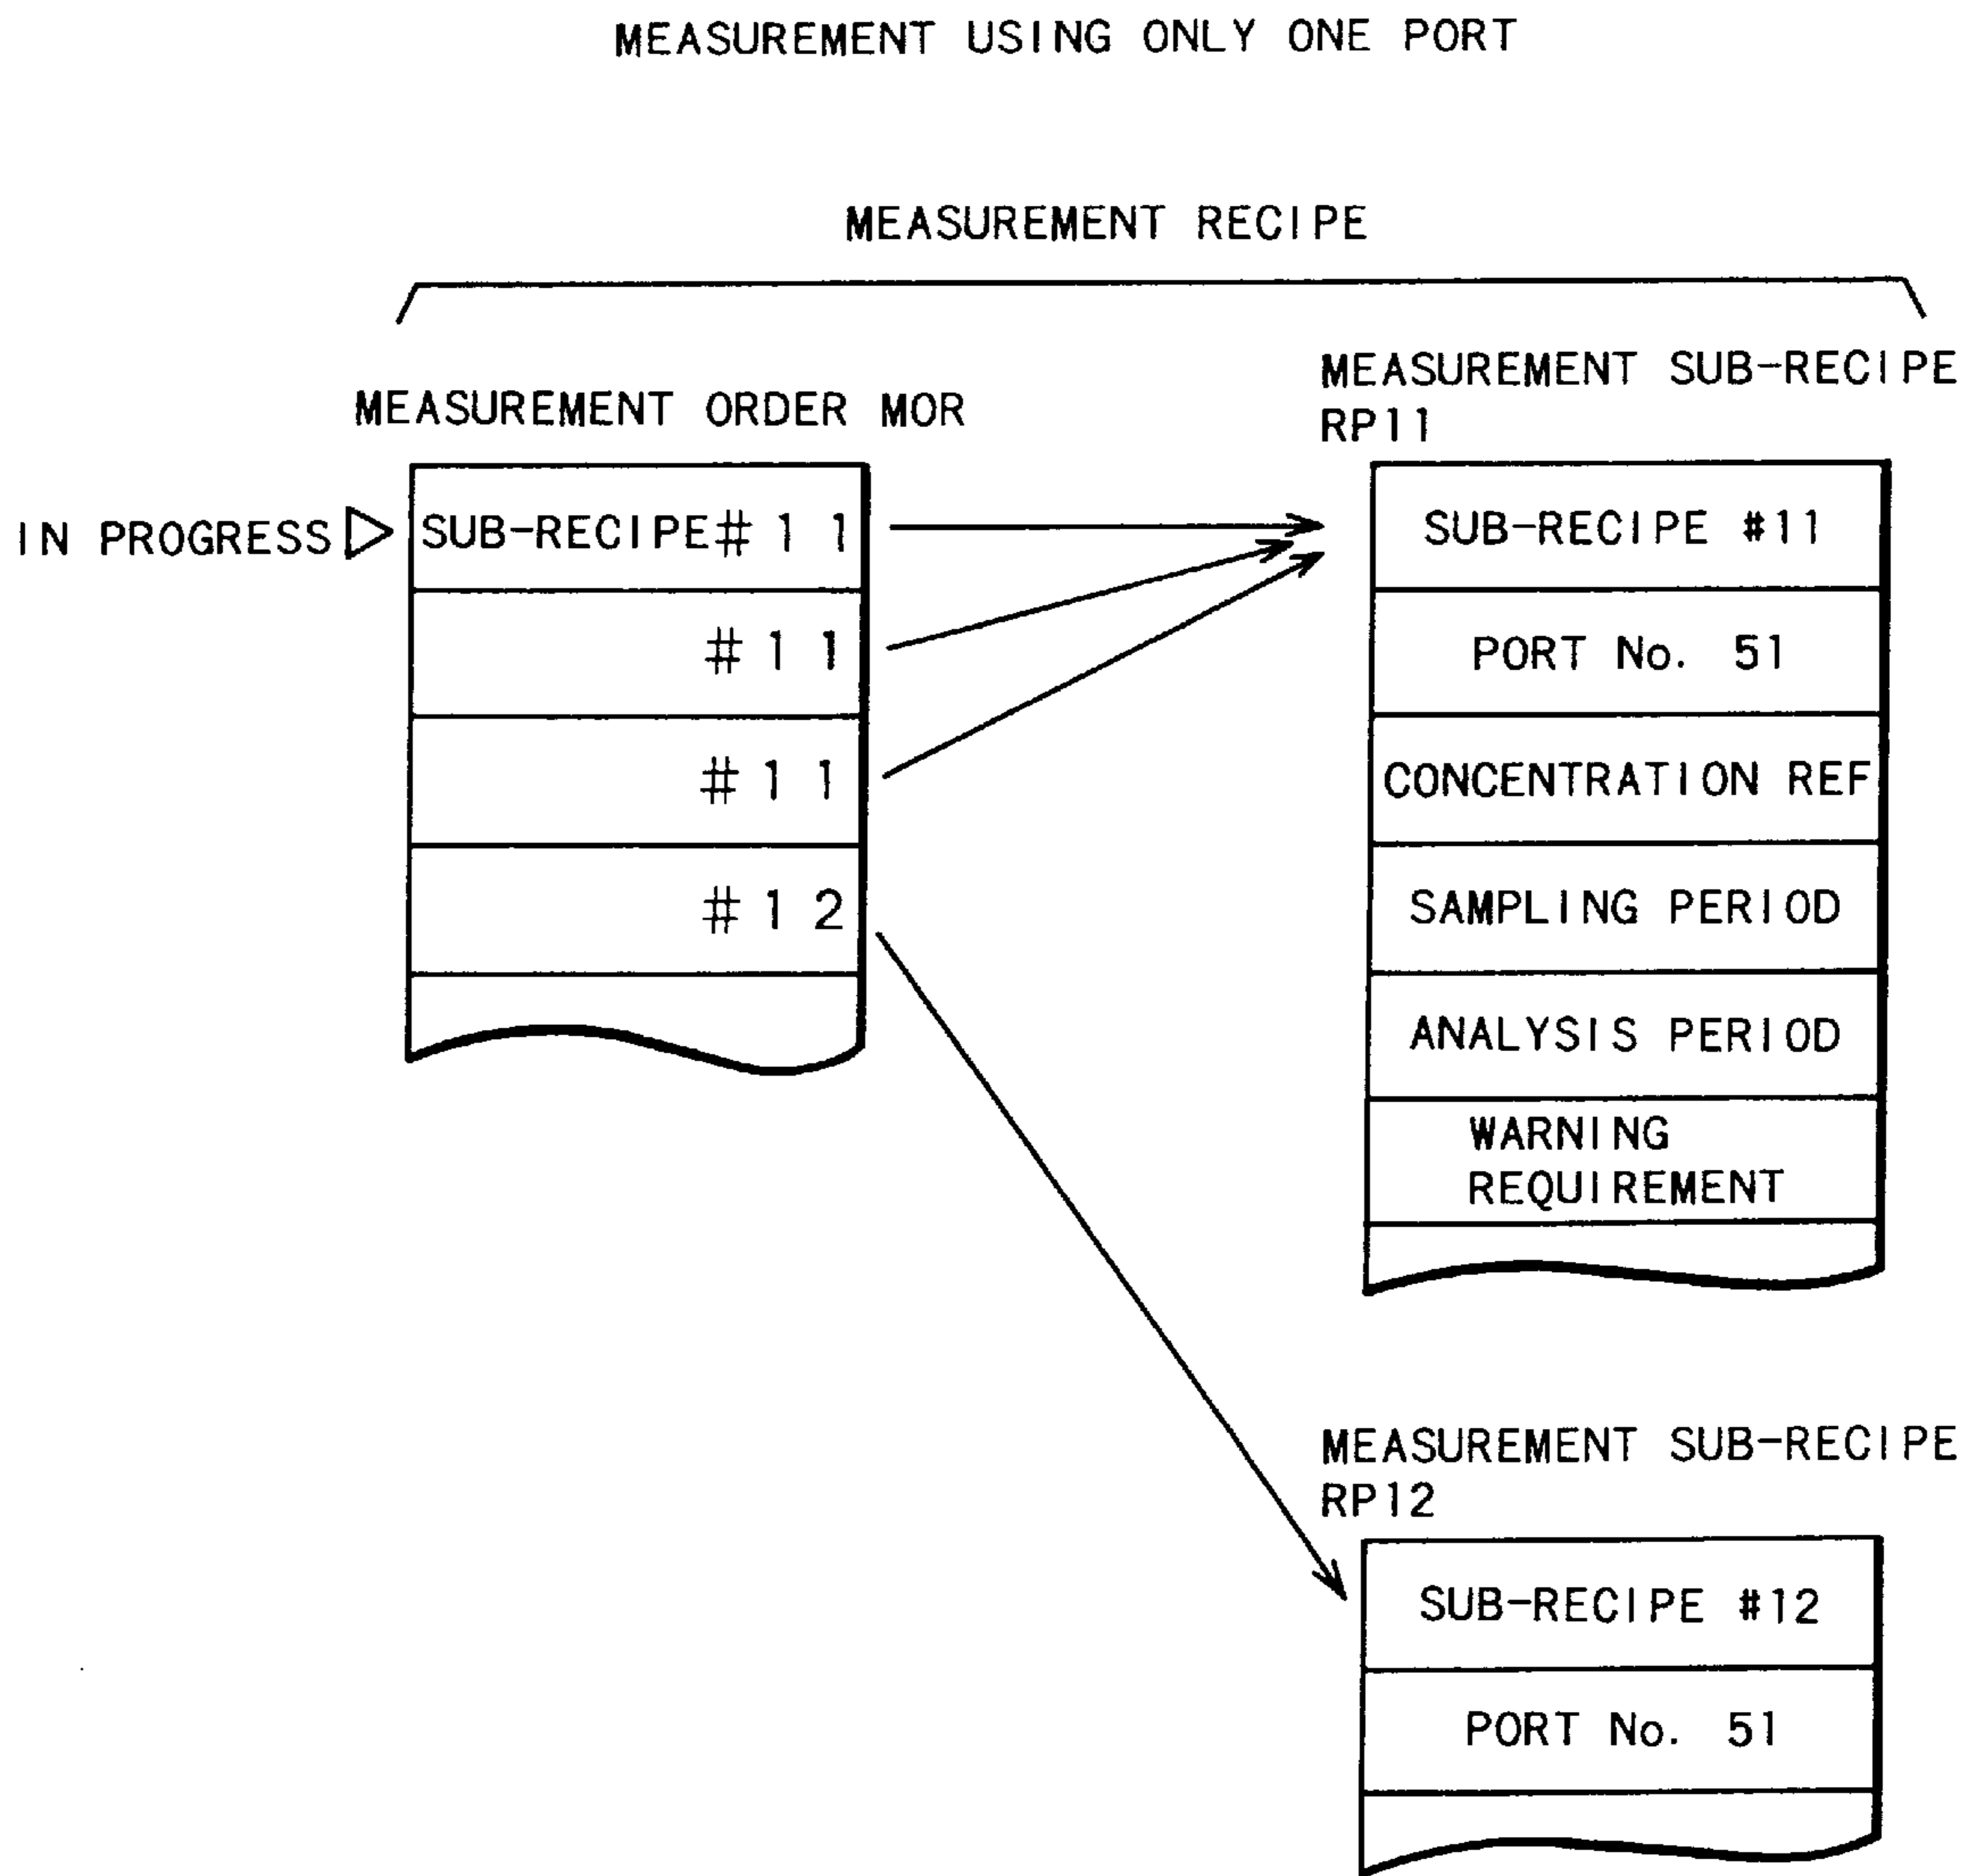 MEASUREMENT USING ONLY ONE PORT
MEASUREMENT RECIPE
MEASUREMENT ORDER MOR
IN PROGRESS
SUB-RECIPE#11
#11
#11
#12
MEASUREMENT SUB-RECIPE
RP11
SUB-RECIPE #11
PORT No. 51
CONCENTRATION REF
SAMPLING PERIOD
ANALYSIS PERIOD
WARNING
REQUIREMENT
MEASUREMENT SUB-RECIPE
RP12
SUB-RECIPE #12
PORT No. 51